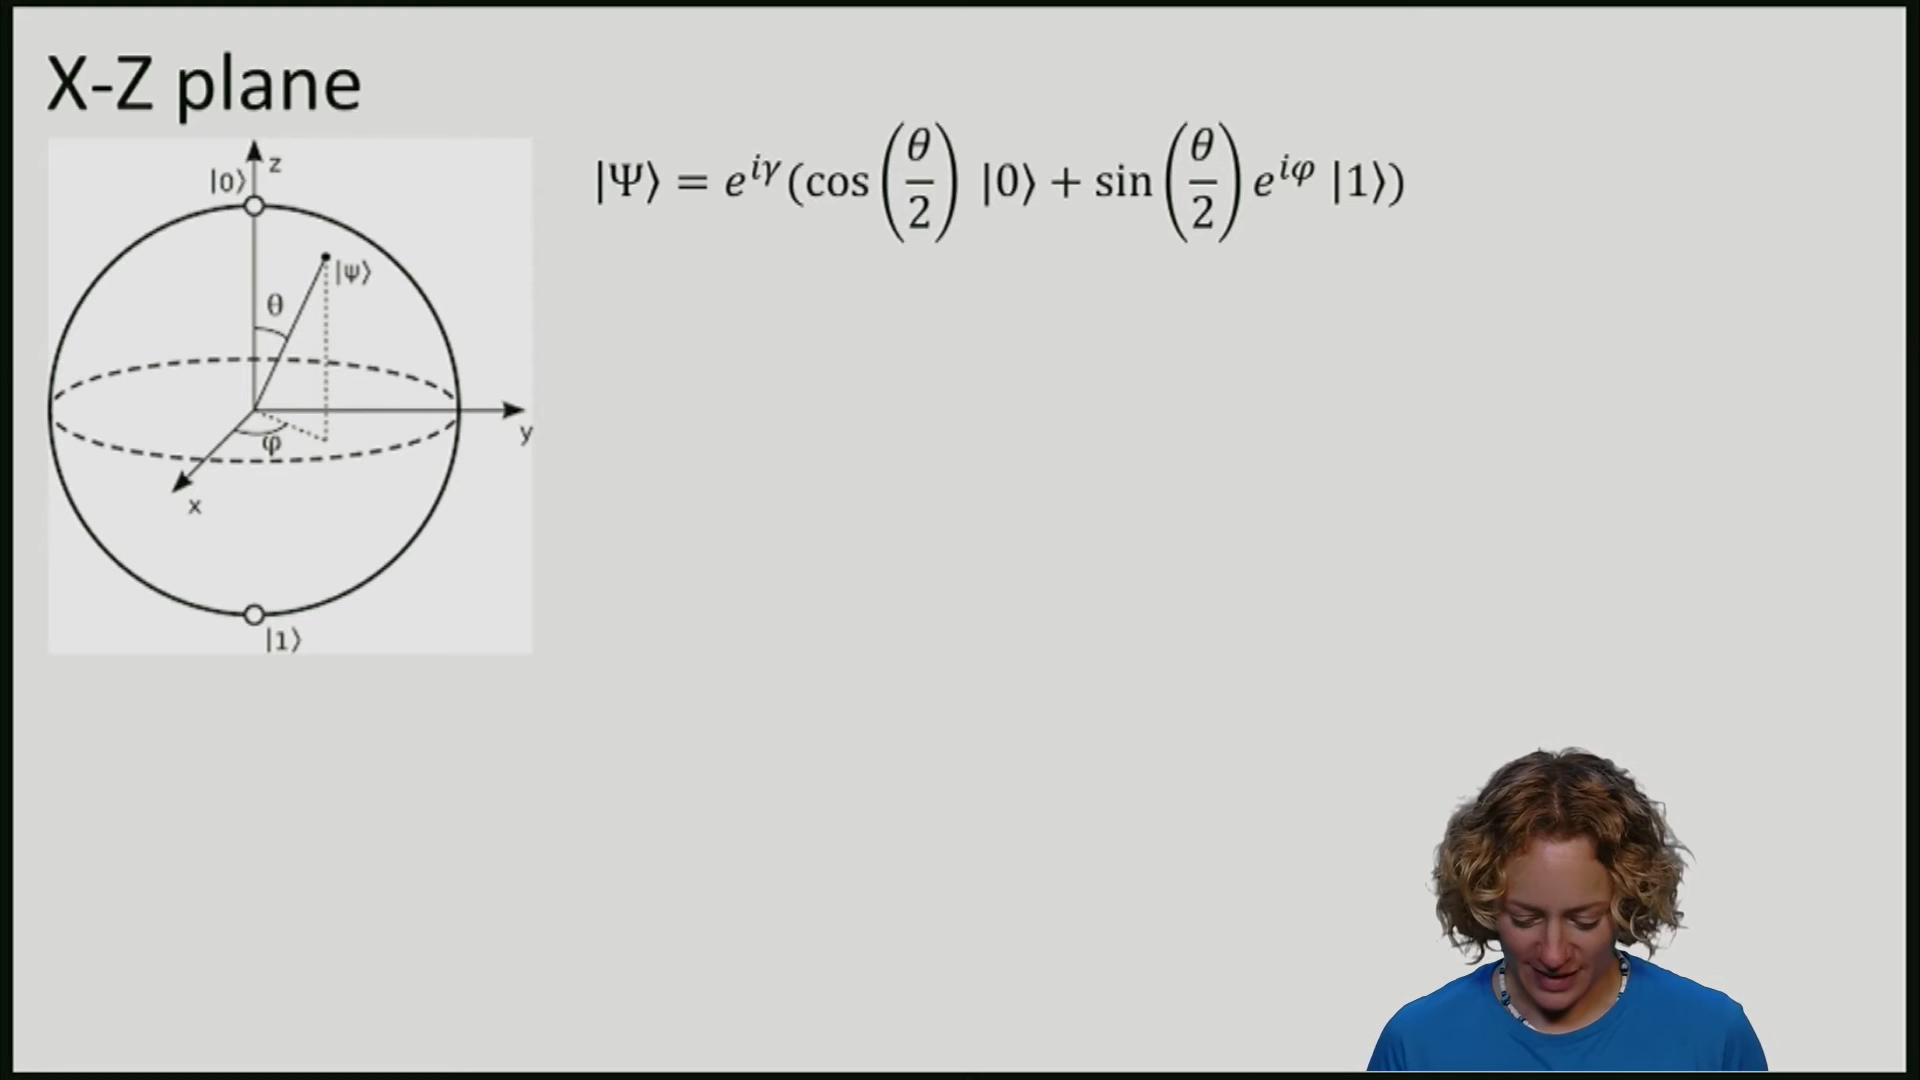 X-Z plane
|Ψ⟩ = e^{iγ}(cos(θ/2) |0⟩ + sin(θ/2) e^{iφ} |1⟩)
z
|0⟩
|ψ⟩
θ
y
φ
x
|1⟩